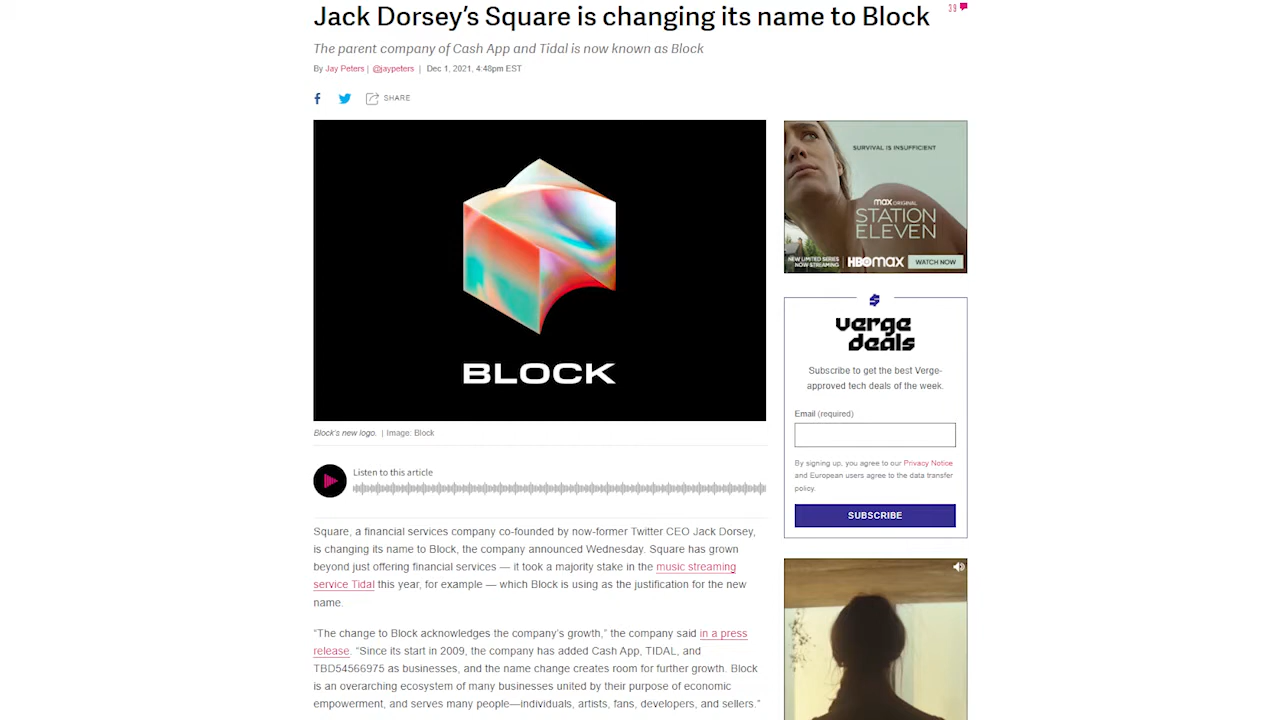 Jack Dorsey's Square is changing its name to Block
39
The parent company of Cash App and Tidal is now known as Block
By Jay Peters | @jaypeters | Dec 1, 2021, 4:48pm EST
SHARE
BLOCK
Block's new logo. | Image: Block
Listen to this article
Square, a financial services company co-founded by now-former Twitter CEO Jack Dorsey,
is changing its name to Block, the company announced Wednesday. Square has grown
beyond just offering financial services — it took a majority stake in the music streaming
service Tidal this year, for example — which Block is using as the justification for the new
name.
“The change to Block acknowledges the company's growth,” the company said in a press
release. “Since its start in 2009, the company has added Cash App, TIDAL, and
TBD54566975 as businesses, and the name change creates room for further growth. Block
is an overarching ecosystem of many businesses united by their purpose of economic
empowerment, and serves many people—individuals, artists, fans, developers, and sellers.”
SURVIVAL IS INSUFFICIENT
max ORIGINAL
STATION
ELEVEN
NEW LIMITED SERIES
NOW STREAMING
HBOmax
WATCH NOW
verge
deals
Subscribe to get the best Verge-
approved tech deals of the week.
Email (required)
By signing up, you agree to our Privacy Notice
and European users agree to the data transfer
policy.
SUBSCRIBE